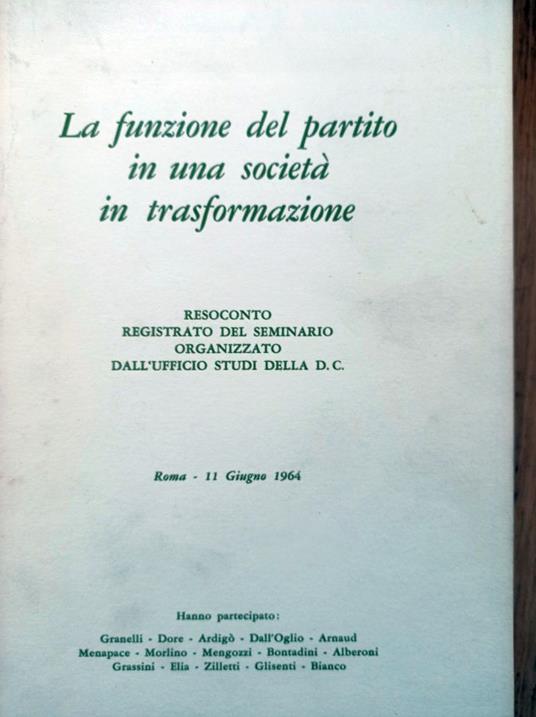 La funzione del partito
in una società
in trasformazione
RESOCONTO
REGISTRATO DEL SEMINARIO
ORGANIZZATO
DALL'UFFICIO STUDI DELLA D.C.
Roma - 11 Giugno 1964
Hanno partecipato:
Granelli - Dore - Ardigò - Dall'Oglio - Arnaud
Menapace - Morlino - Mengozzi - Bontadini - Alberoni
Grassini - Elia - Zilletti - Glisenti - Bianco